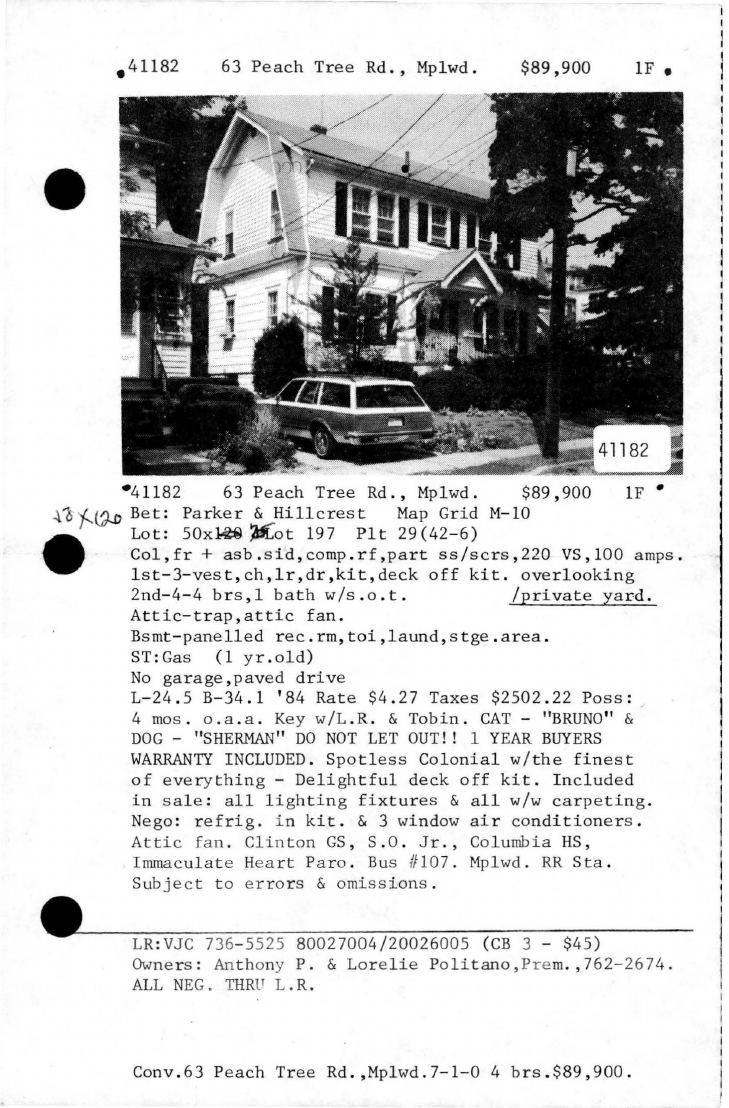 41182 63 Peach Tree Rd., Mplwd. $89,900 1F
41182
41182 63 Peach Tree Rd., Mplwd. $89,900 1F
Bet: Parker & Hillcrest Map Grid M-10
Lot: 50x120 Lot 197 Plt 29(42-6)
Col,fr + asb.sid,comp.rf,part ss/scrs,220 VS,100 amps.
1st-3-vest,ch,lr,dr,kit,deck off kit. overlooking
2nd-4-4 brs,1 bath w/s.o.t. /private yard.
Attic-trap,attic fan.
Bsmt-panelled rec.rm,toi,laund,stge.area.
ST:Gas (1 yr.old)
No garage,paved drive
L-24.5 B-34.1 '84 Rate $4.27 Taxes $2502.22 Poss:
4 mos. o.a.a. Key w/L.R. & Tobin. CAT - "BRUNO" &
DOG - "SHERMAN" DO NOT LET OUT!! 1 YEAR BUYERS
WARRANTY INCLUDED. Spotless Colonial w/the finest
of everything - Delightful deck off kit. Included
in sale: all lighting fixtures & all w/w carpeting.
Nego: refrig. in kit. & 3 window air conditioners.
Attic fan. Clinton GS, S.O. Jr., Columbia HS,
Immaculate Heart Paro. Bus #107. Mplwd. RR Sta.
Subject to errors & omissions.
LR:VJC 736-5525 80027004/20026005 (CB 3 - $45)
Owners: Anthony P. & Lorelie Politano,Prem.,762-2674.
ALL NEG. THRU L.R.
Conv.63 Peach Tree Rd.,Mplwd.7-1-0 4 brs.$89,900.